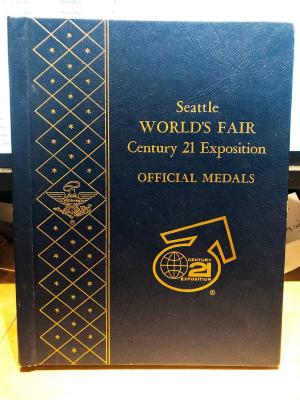 Seattle
WORLD'S FAIR
Century 21 Exposition
OFFICIAL MEDALS
CENTURY
21
EXPOSITION
®